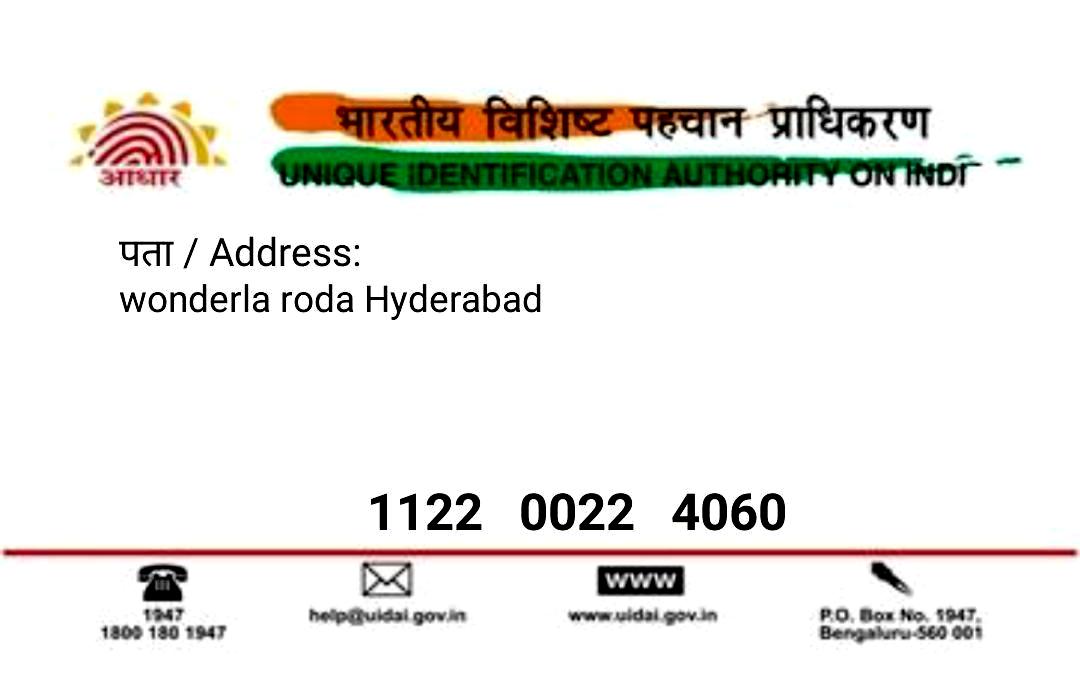 भारतीय विशिष्ट पहचान प्राधिकरण
आधार
UNIQUE IDENTIFICATION AUTHORITY ON INDI
पता / Address:
wonderla roda Hyderabad
1122 0022 4060
1947
1800 180 1947
help@uidai.gov.in
www
www.uidai.gov.in
P.O. Box No. 1947,
Bengaluru-560 001